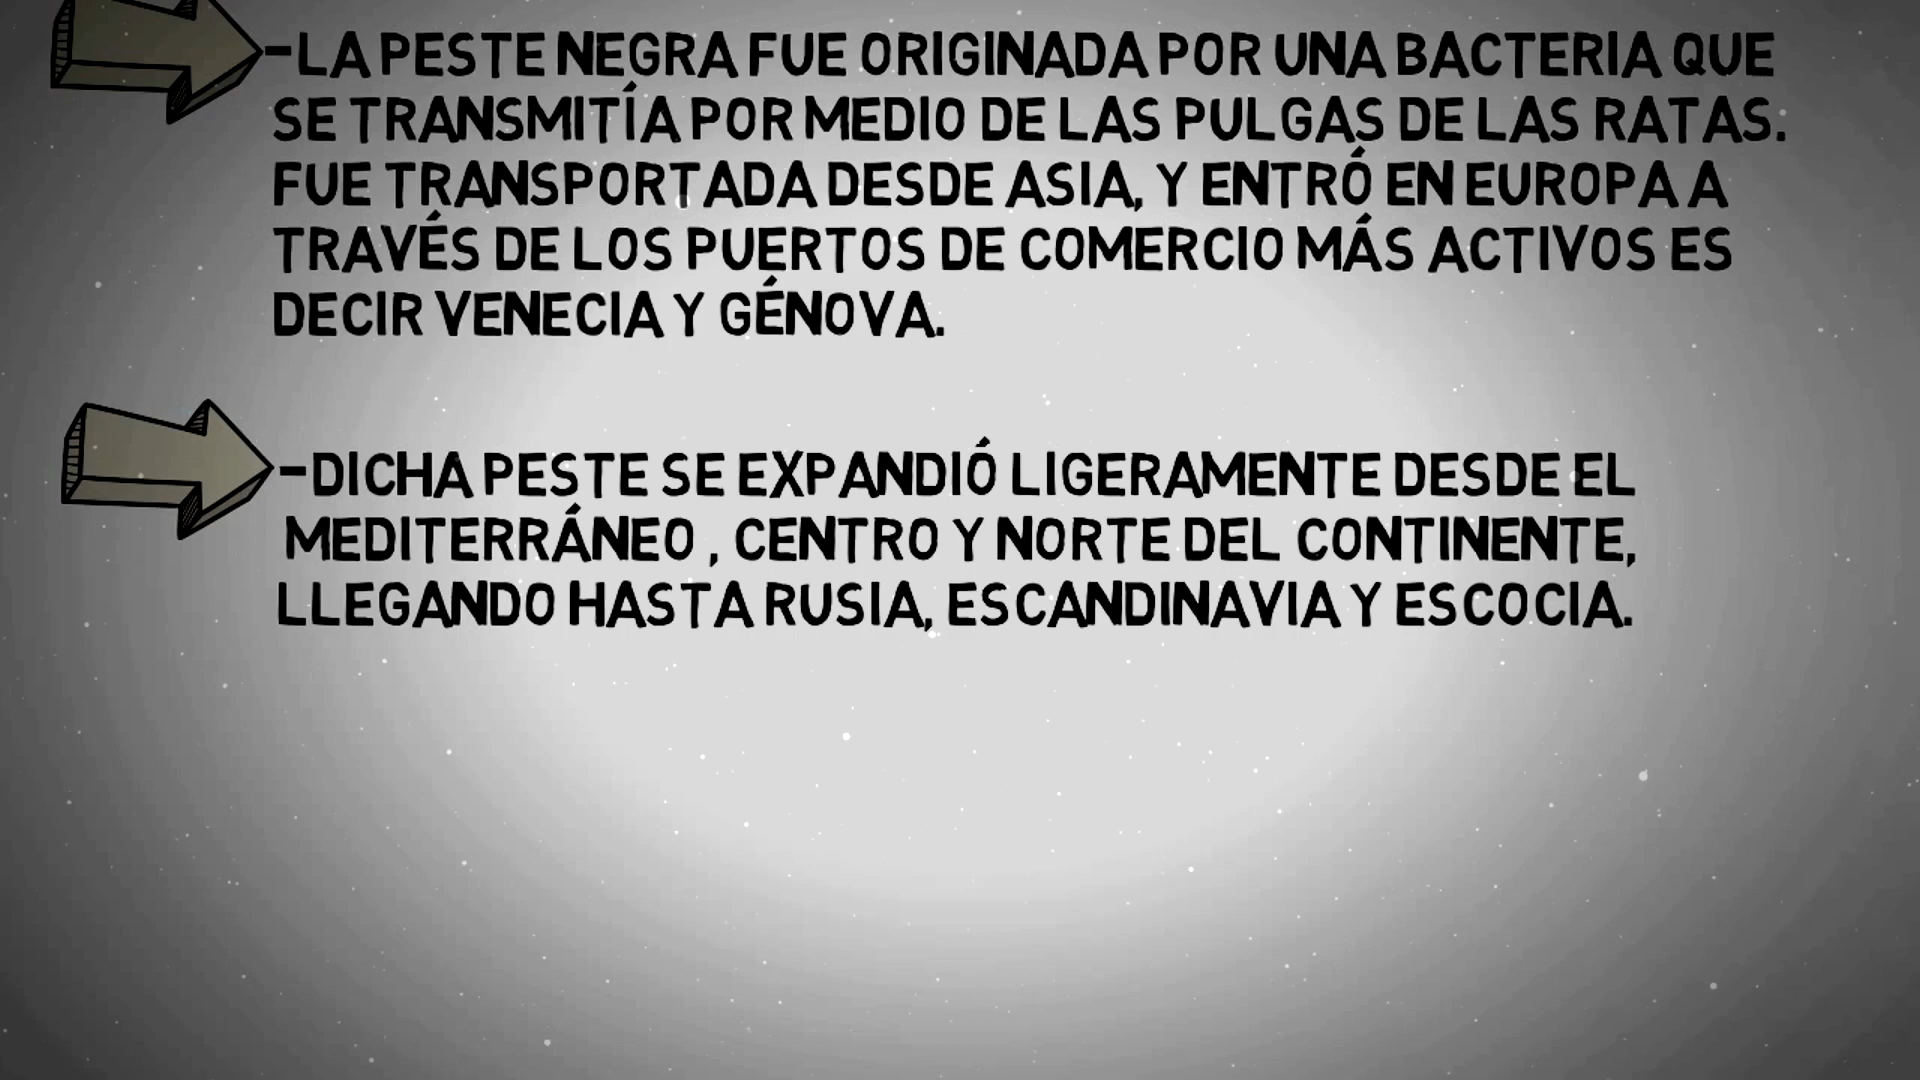 -LA PESTE NEGRA FUE ORIGINADA POR UNA BACTERIA QUE
SE TRANSMITÍA POR MEDIO DE LAS PULGAS DE LAS RATAS.
FUE TRANSPORTADA DESDE ASIA, Y ENTRÓ EN EUROPA A
TRAVÉS DE LOS PUERTOS DE COMERCIO MÁS ACTIVOS ES
DECIR VENECIA Y GÉNOVA.
-DICHA PESTE SE EXPANDIÓ LIGERAMENTE DESDE EL
MEDITERRÁNEO , CENTRO Y NORTE DEL CONTINENTE,
LLEGANDO HASTA RUSIA, ESCANDINAVIA Y ESCOCIA.